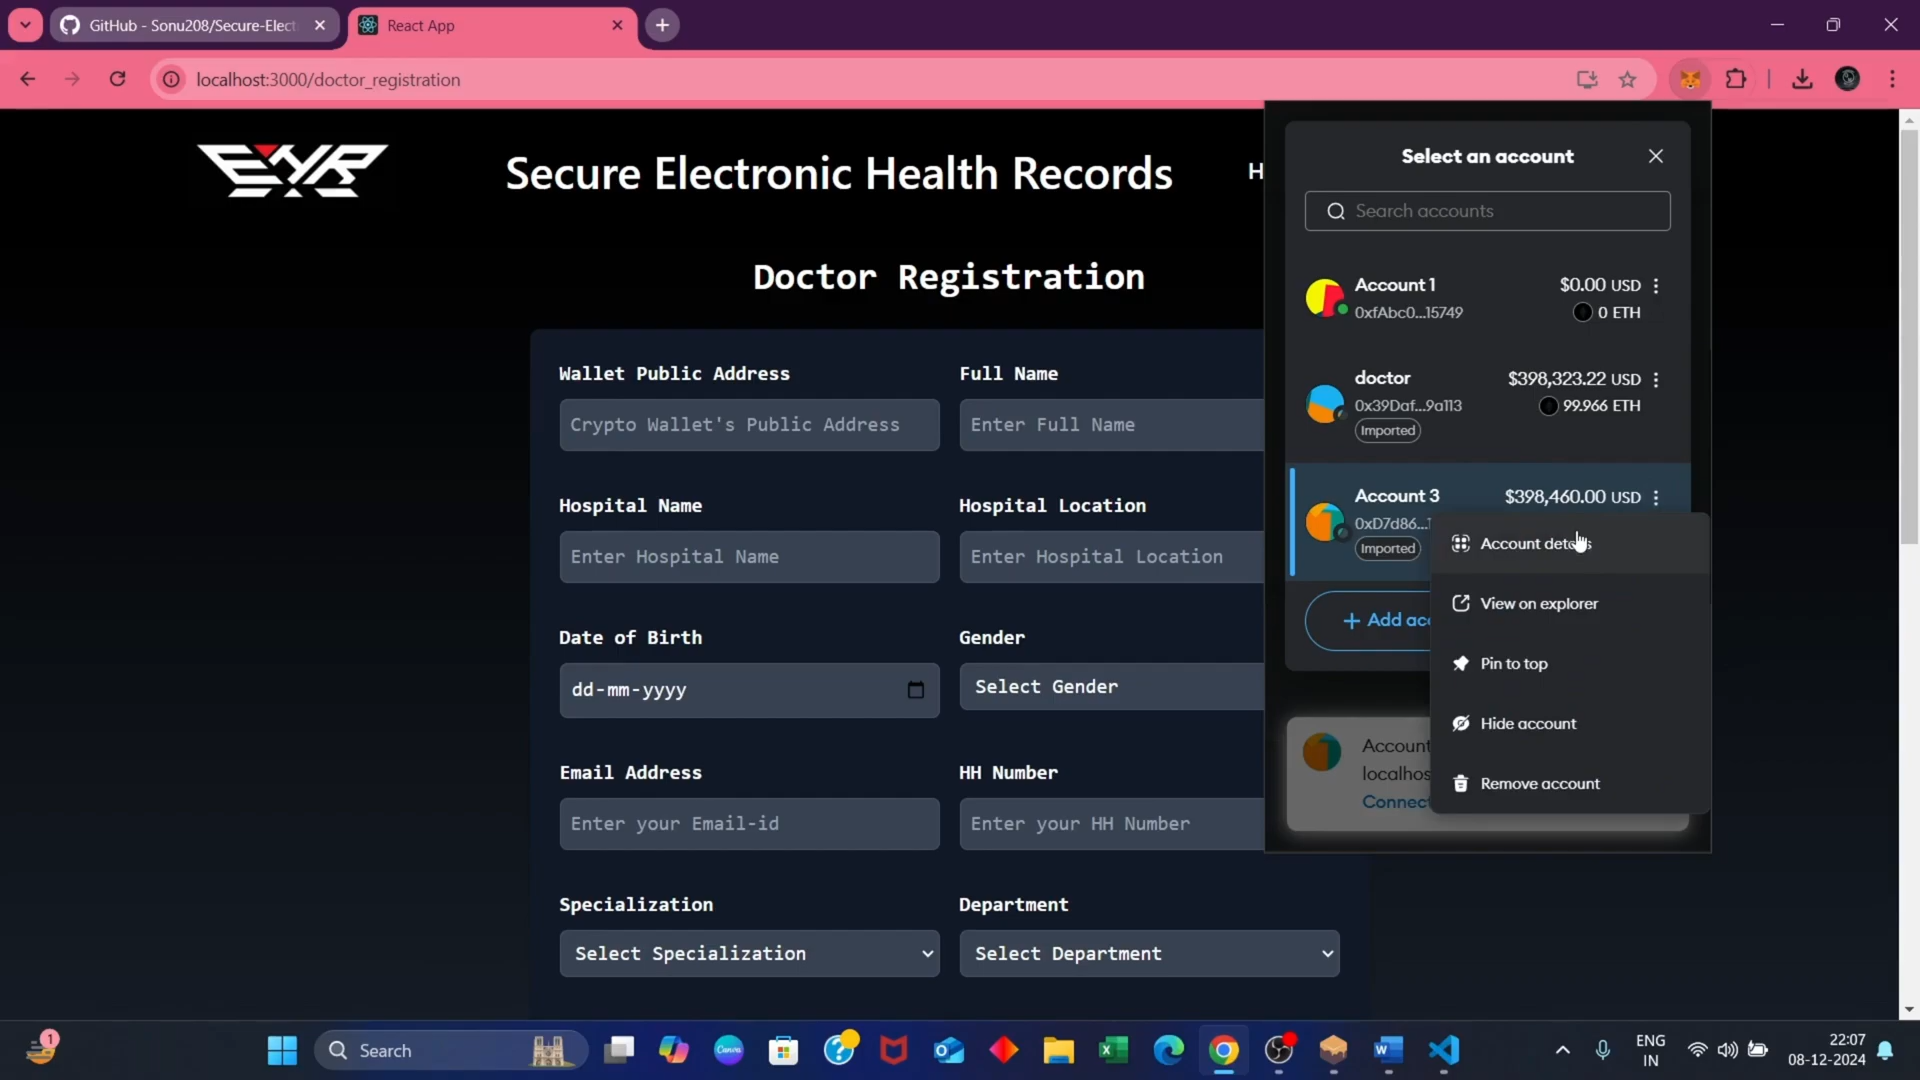 GitHub - Sonu208/Secure-Elect
React App
localhost:3000/doctor_registration
EYR
Secure Electronic Health Records
H
Doctor Registration
Wallet Public Address
Full Name
Crypto Wallet's Public Address
Enter Full Name
Hospital Name
Hospital Location
Enter Hospital Name
Enter Hospital Location
Date of Birth
Gender
dd-mm-yyyy
Select Gender
Email Address
HH Number
Enter your Email-id
Enter your HH Number
Specialization
Department
Select Specialization
Select Department
Select an account
Search accounts
Account 1
$0.00 USD
0xfAbc0...15749
0 ETH
doctor
$398,323.22 USD
0x39Daf...9a113
99.966 ETH
Imported
Account 3
$398,460.00 USD
0xD7d86...
Imported
+ Add acc
Account
localhos
Connec
Account details
View on explorer
Pin to top
Hide account
Remove account
1
Search
Canva
ENG
IN
22:07
08-12-2024